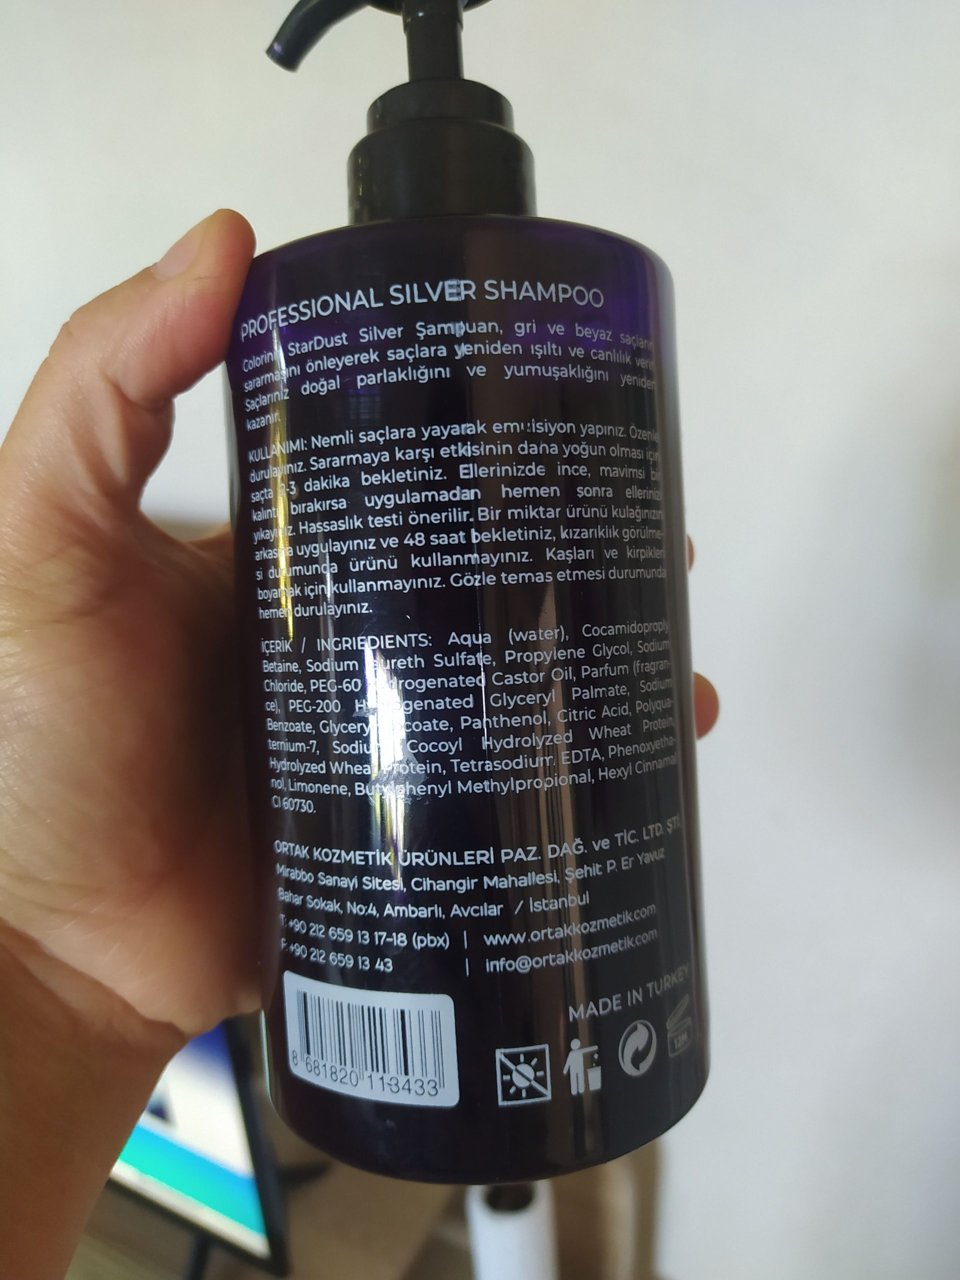 PROFESSIONAL SILVER SHAMPOO
StarDust Silver Şampuan, gri ve beyaz saçların
sararmasını önleyerek saçlara yeniden ışıltı ve canlılık verir.
Saçlarınız doğal parlaklığını ve yumuşaklığını yeniden
kazanır.
KULLANIMI: Nemli saçlara yayarak emülsiyon yapınız. Özenle
durulayınız. Sararmaya karşı etkisinin daha yoğun olması için
saçta 2-3 dakika bekletiniz. Ellerinizde ince, mavimsi bir
kalıntı bırakırsa uygulamadan hemen sonra ellerinizi
yıkayınız. Hassaslık testi önerilir. Bir miktar ürünü kulağınızın
arkasına uygulayınız ve 48 saat bekletiniz, kızarıklık görülme-
si durumunda ürünü kullanmayınız. Kaşları ve kirpikleri
boyamak için kullanmayınız. Gözle temas etmesi durumunda
hemen durulayınız.
İÇERİK / INGRIEDIENTS: Aqua (water), Cocamidoproply
Betaine, Sodium Laureth Sulfate, Propylene Glycol, Sodium
Chloride, PEG-60 Hydrogenated Castor Oil, Parfum (fragran-
ce), PEG-200 Hydrogenated Glyceryl Palmate, Sodium
Benzoate, Glyceryl Cocoate, Panthenol, Citric Acid, Polyqua-
ternium-7, Sodium Cocoyl Hydrolyzed Wheat Protein,
Hydrolyzed Wheat Protein, Tetrasodium EDTA, Phenoxyetha-
nol, Limonene, Butylphenyl Methylpropional, Hexyl Cinnamal
CI 60730.
ORTAK KOZMETİK ÜRÜNLERİ PAZ. DAĞ. ve TİC. LTD. ŞTİ.
Mirabbo Sanayi Sitesi, Cihangir Mahallesi, Şehit P. Er Yavuz
Bahar Sokak, No:4, Ambarlı, Avcılar / İstanbul
T: +90 212 659 13 17-18 (pbx) | www.ortakkozmetik.com
F: +90 212 659 13 43 | info@ortakkozmetik.com
MADE IN TURKEY
12M
8 681820 113433